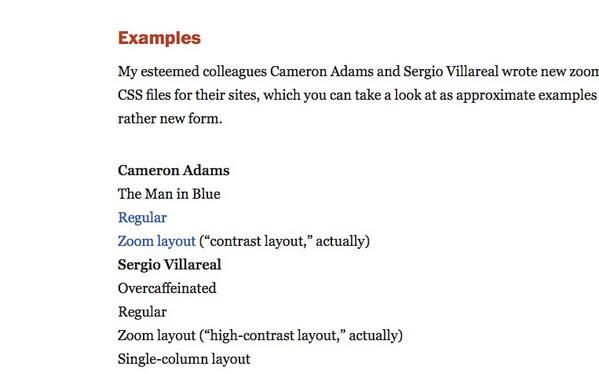 Examples
My esteemed colleagues Cameron Adams and Sergio Villareal wrote new zoom
CSS files for their sites, which you can take a look at as approximate examples
rather new form.
Cameron Adams
The Man in Blue
Regular
Zoom layout (“contrast layout,” actually)
Sergio Villareal
Overcaffeinated
Regular
Zoom layout (“high-contrast layout,” actually)
Single-column layout